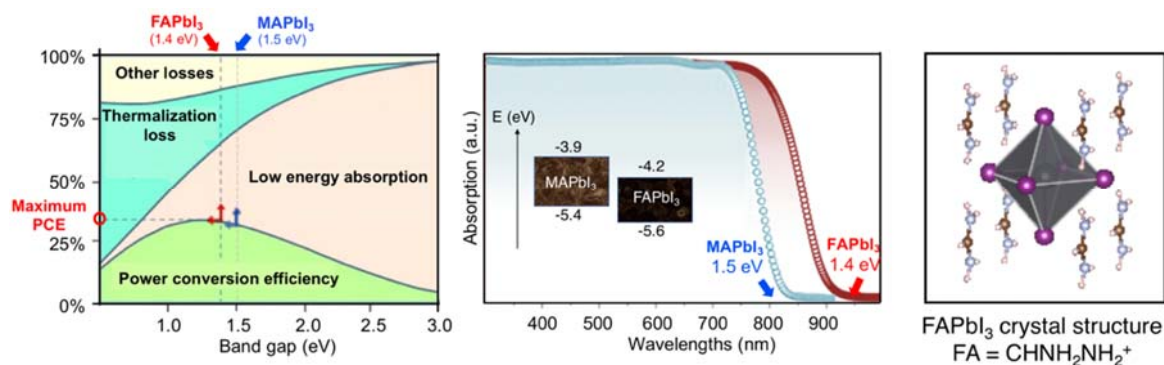 FAPbI₃
(1.4 eV)
MAPbI₃
(1.5 eV)
100%
75%
50%
25%
0%
Maximum
PCE
Other losses
Thermalization
loss
Low energy absorption
Power conversion efficiency
1.0
1.5
2.0
2.5
3.0
Band gap (eV)
Absorption (a.u.)
E (eV)
-3.9
MAPbI₃
-5.4
-4.2
FAPbI₃
-5.6
MAPbI₃
1.5 eV
FAPbI₃
1.4 eV
400
500
600
700
800
900
Wavelengths (nm)
FAPbI₃ crystal structure
FA = CHNH₂NH₂⁺